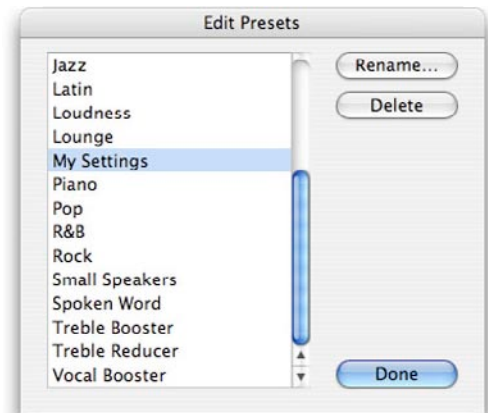 Edit Presets
Jazz
Latin
Loudness
Lounge
My Settings
Piano
Pop
R&B
Rock
Small Speakers
Spoken Word
Treble Booster
Treble Reducer
Vocal Booster
Rename...
Delete
Done